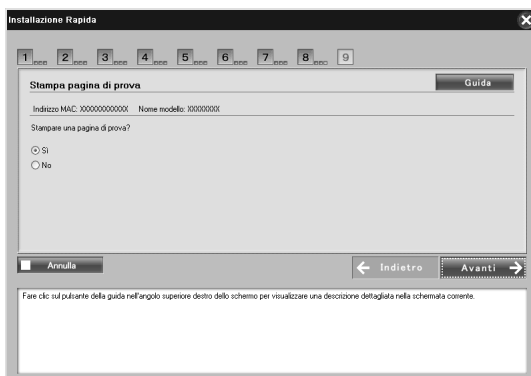 Installazione Rapida
1 2 3 4 5 6 7 8 9
Stampa pagina di prova
Guida
Indirizzo MAC: XXXXXXXXXXXX Nome modello: XXXXXXXX
Stampare una pagina di prova?
Sì
No
Annulla
Indietro
Avanti
Fare clic sul pulsante della guida nell'angolo superiore destro dello schermo per visualizzare una descrizione dettagliata nella schermata corrente.